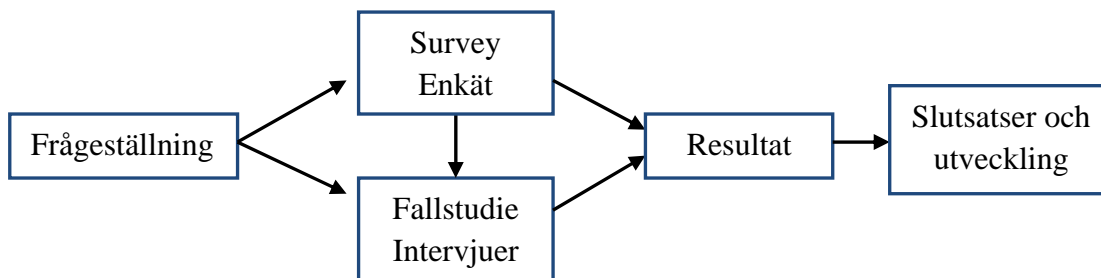 Frågeställning
Survey
Enkät
Fallstudie
Intervjuer
Resultat
Slutsatser och
utveckling